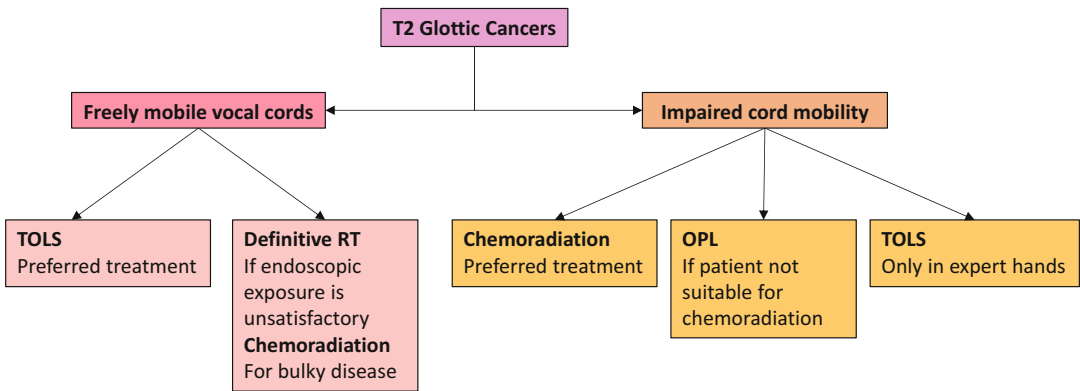 T2 Glottic Cancers
Freely mobile vocal cords
Impaired cord mobility
TOLS
Preferred treatment
Definitive RT
If endoscopic
exposure is
unsatisfactory
Chemoradiation
For bulky disease
Chemoradiation
Preferred treatment
OPL
If patient not
suitable for
chemoradiation
TOLS
Only in expert hands